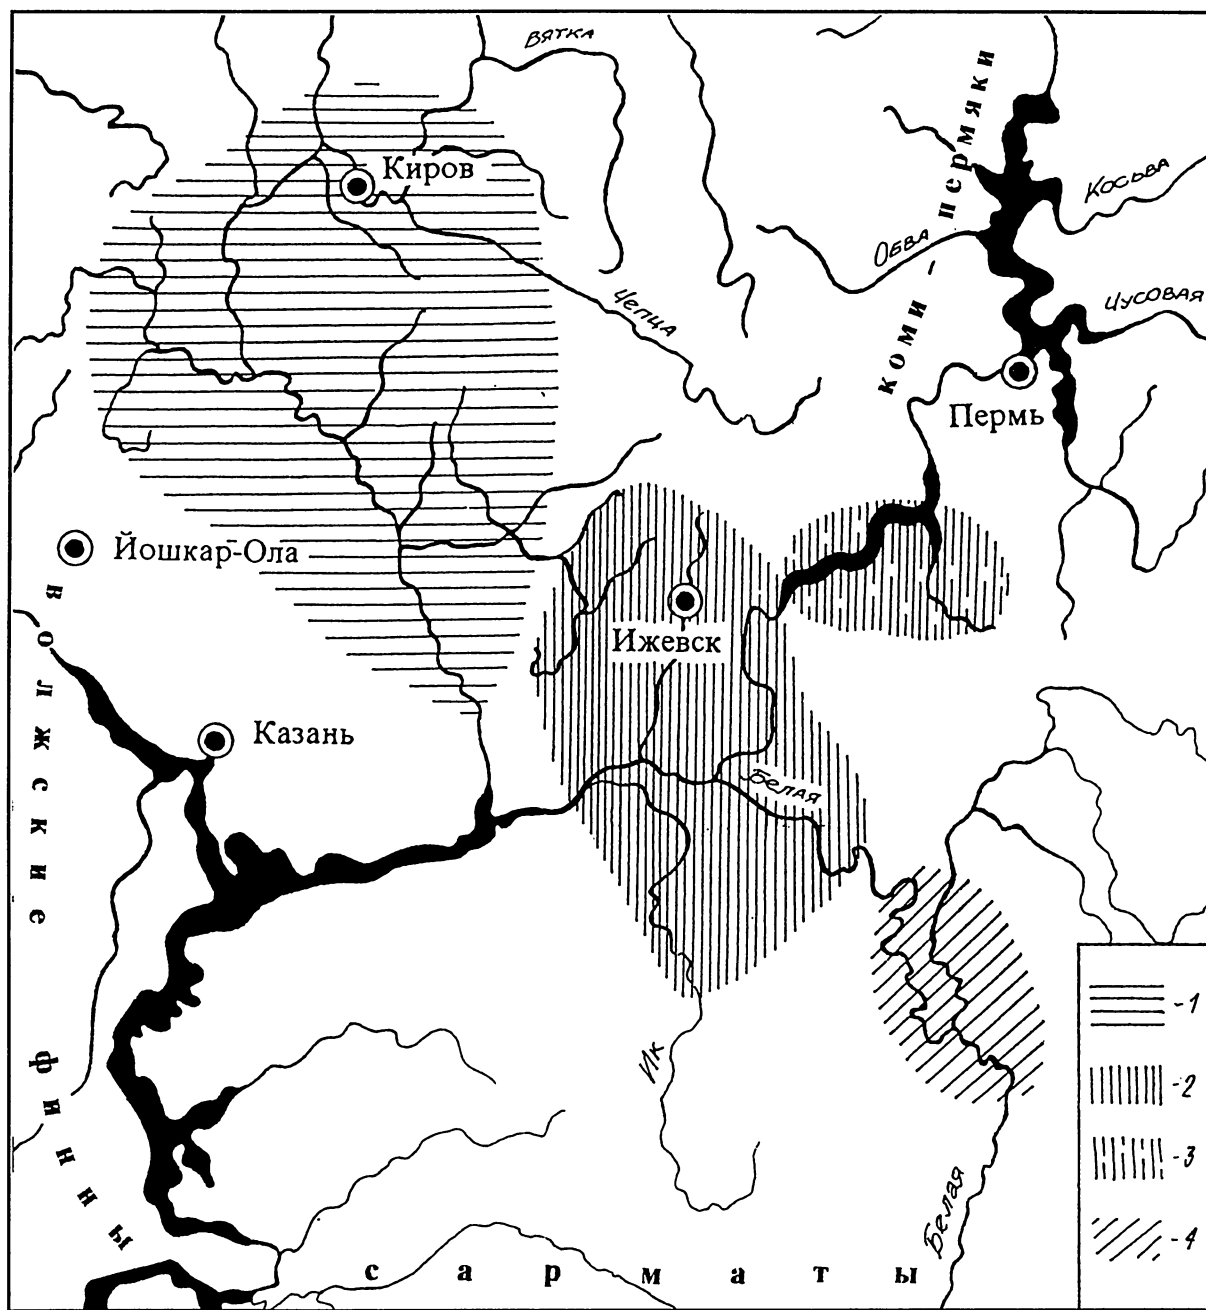 ВЯТКА
Киров
КОСЬВА
ОБВА
коми - пермяки
ЧЕПЦА
ЧУСОВАЯ
Пермь
Йошкар-Ола
Ижевск
Казань
БЕЛАЯ
волжские финны
ИК
Белая
сарматы
-1
-2
-3
-4